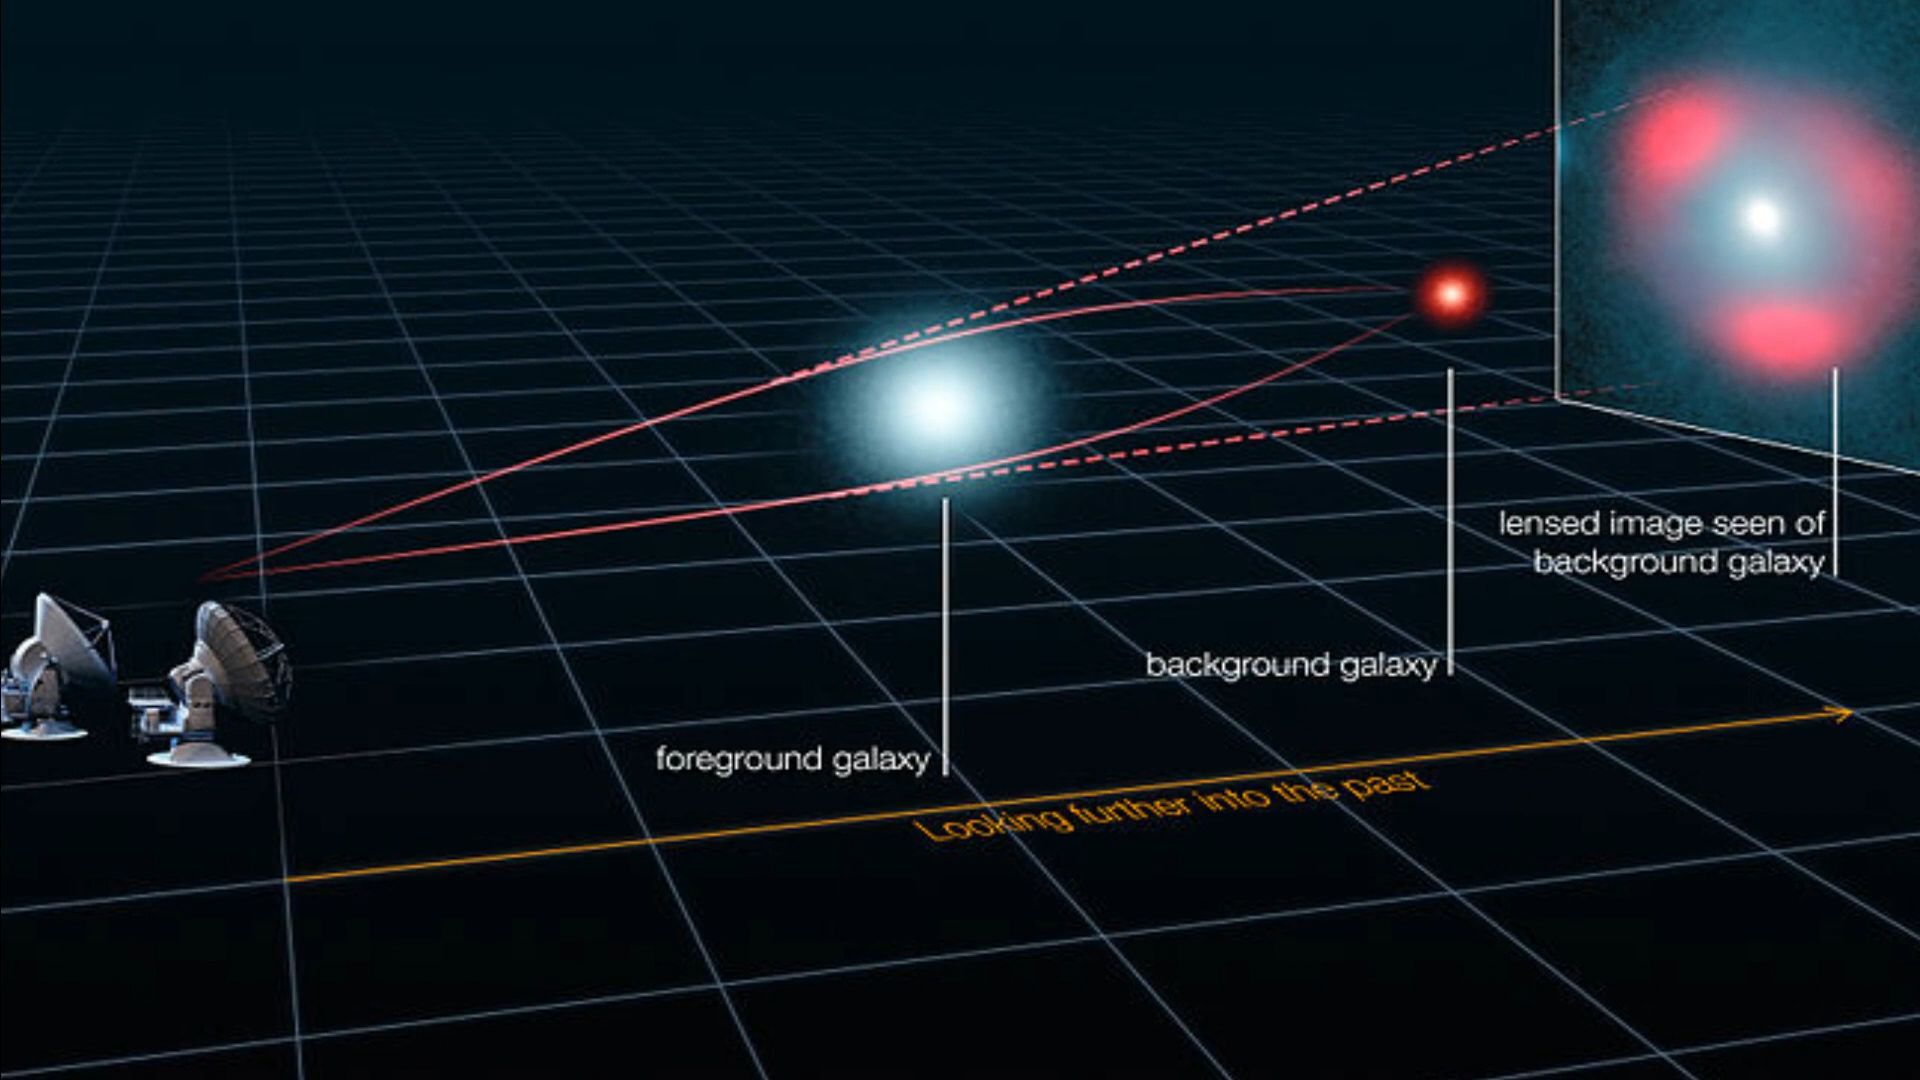 lensed image seen of
background galaxy
background galaxy
foreground galaxy
Looking further into the past